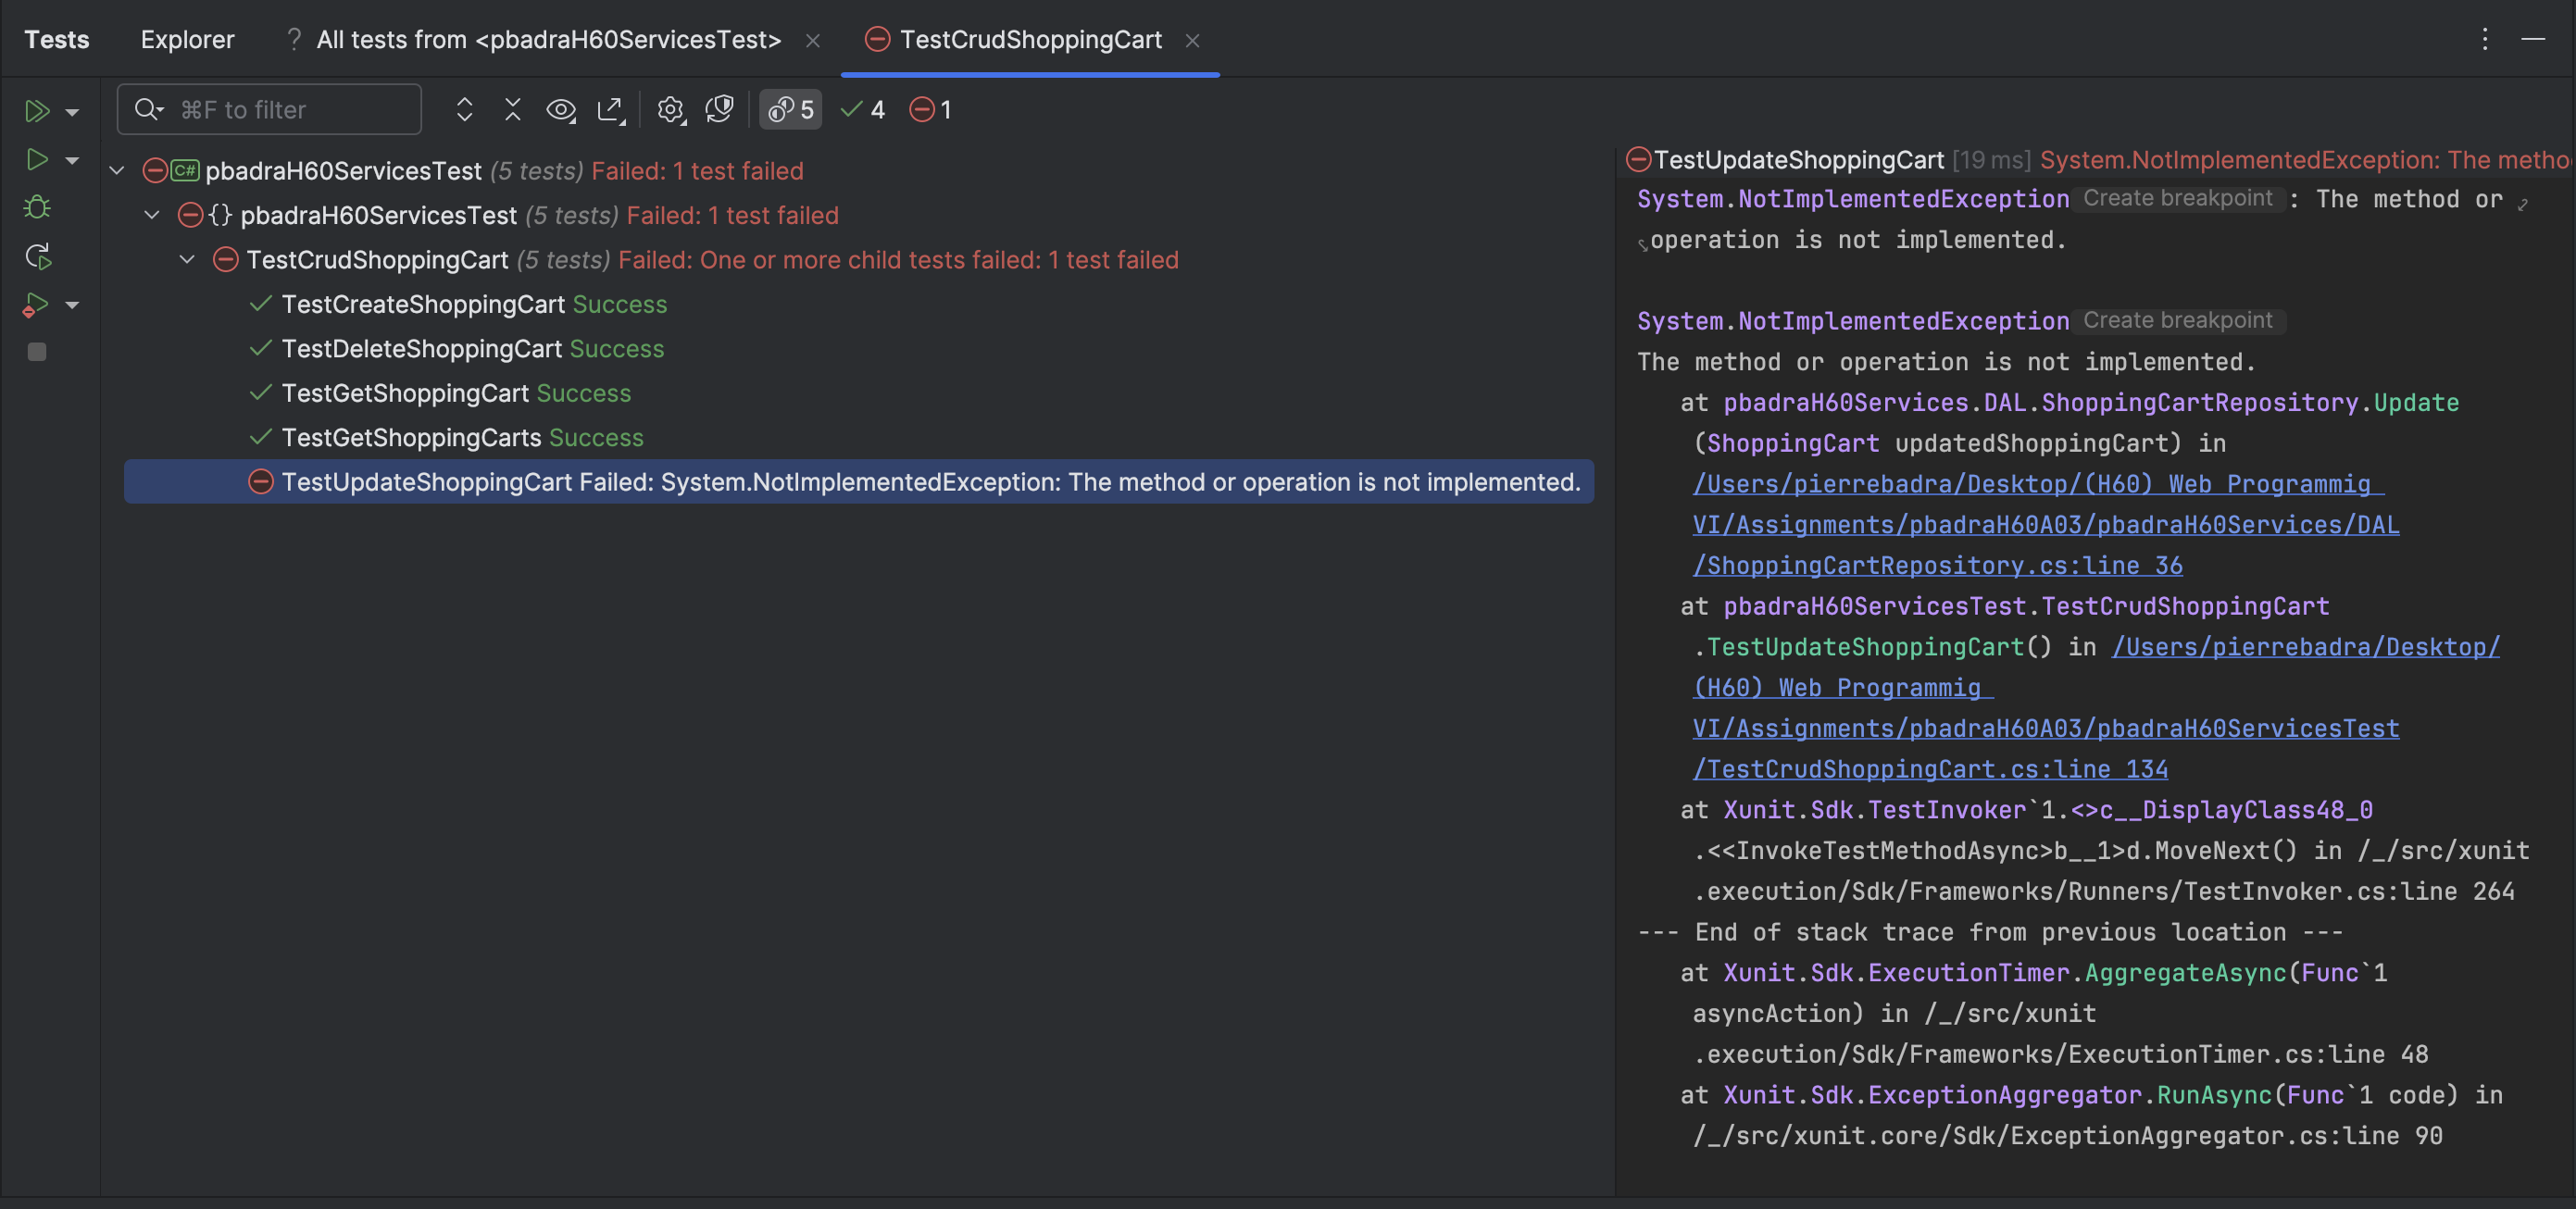 Tests Explorer ? All tests from <pbadraH60ServicesTest> × TestCrudShoppingCart ×
⌘F to filter 5 4 1
pbadraH60ServicesTest (5 tests) Failed: 1 test failed
{} pbadraH60ServicesTest (5 tests) Failed: 1 test failed
TestCrudShoppingCart (5 tests) Failed: One or more child tests failed: 1 test failed
TestCreateShoppingCart Success
TestDeleteShoppingCart Success
TestGetShoppingCart Success
TestGetShoppingCarts Success
TestUpdateShoppingCart Failed: System.NotImplementedException: The method or operation is not implemented.
TestUpdateShoppingCart [19 ms] System.NotImplementedException: The metho
System.NotImplementedException Create breakpoint : The method or
operation is not implemented.
System.NotImplementedException Create breakpoint
The method or operation is not implemented.
at pbadraH60Services.DAL.ShoppingCartRepository.Update
(ShoppingCart updatedShoppingCart) in
/Users/pierrebadra/Desktop/(H60) Web Programmig
VI/Assignments/pbadraH60A03/pbadraH60Services/DAL
/ShoppingCartRepository.cs:line 36
at pbadraH60ServicesTest.TestCrudShoppingCart
.TestUpdateShoppingCart() in /Users/pierrebadra/Desktop/
(H60) Web Programmig
VI/Assignments/pbadraH60A03/pbadraH60ServicesTest
/TestCrudShoppingCart.cs:line 134
at Xunit.Sdk.TestInvoker`1.<>c__DisplayClass48_0
.<<InvokeTestMethodAsync>b__1>d.MoveNext() in /_/src/xunit
.execution/Sdk/Frameworks/Runners/TestInvoker.cs:line 264
--- End of stack trace from previous location ---
at Xunit.Sdk.ExecutionTimer.AggregateAsync(Func`1
asyncAction) in /_/src/xunit
.execution/Sdk/Frameworks/ExecutionTimer.cs:line 48
at Xunit.Sdk.ExceptionAggregator.RunAsync(Func`1 code) in
/_/src/xunit.core/Sdk/ExceptionAggregator.cs:line 90